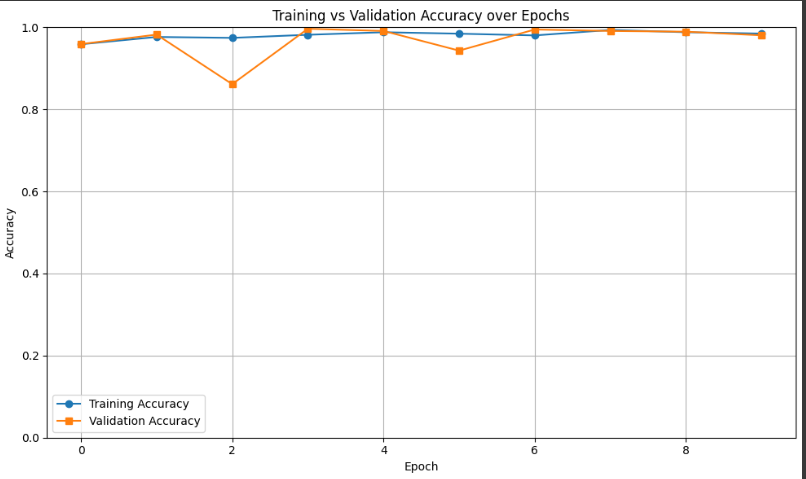 Training vs Validation Accuracy over Epochs
1.0
0.8
0.6
0.4
0.2
0.0
Accuracy
Training Accuracy
Validation Accuracy
0 2 4 6 8
Epoch